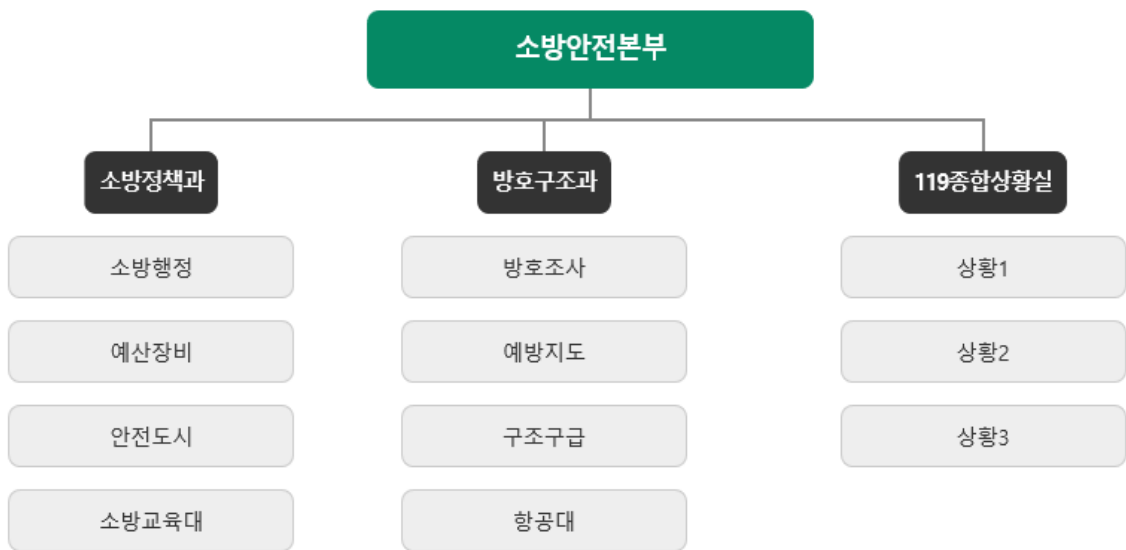 소방안전본부
소방정책과
방호구조과
119종합상황실
소방행정
방호조사
상황1
예산장비
예방지도
상황2
안전도시
구조구급
상황3
소방교육대
항공대